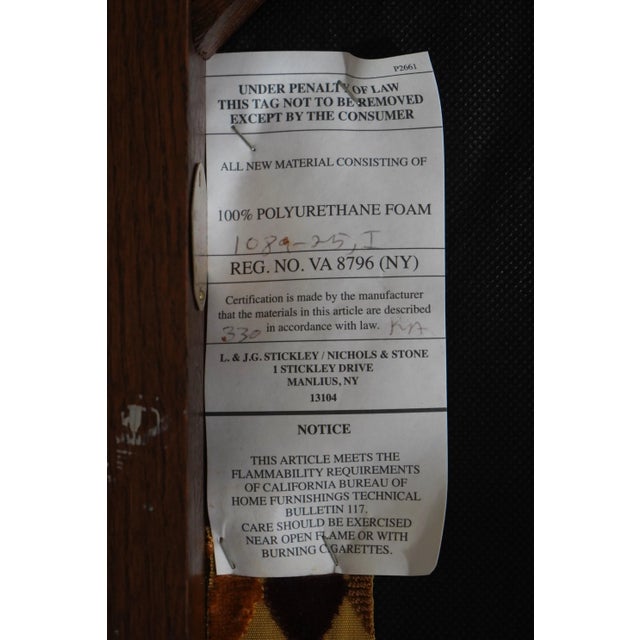 P2661
UNDER PENALTY OF LAW
THIS TAG NOT TO BE REMOVED
EXCEPT BY THE CONSUMER
ALL NEW MATERIAL CONSISTING OF
100% POLYURETHANE FOAM
1089-25, I
REG. NO. VA 8796 (NY)
Certification is made by the manufacturer
that the materials in this article are described
330 in accordance with law.
L. & J.G. STICKLEY / NICHOLS & STONE
1 STICKLEY DRIVE
MANLIUS, NY
13104
NOTICE
THIS ARTICLE MEETS THE
FLAMMABILITY REQUIREMENTS
OF CALIFORNIA BUREAU OF
HOME FURNISHINGS TECHNICAL
BULLETIN 117.
CARE SHOULD BE EXERCISED
NEAR OPEN FLAME OR WITH
BURNING CIGARETTES.